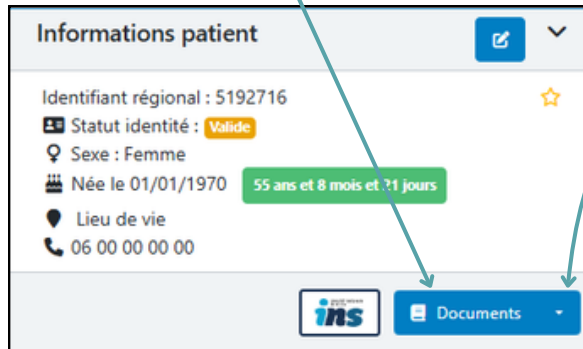 Informations patient
Identifiant régional : 5192716
Statut identité : Valide
Sexe : Femme
Née le 01/01/1970 55 ans et 8 mois et 21 jours
Lieu de vie
06 00 00 00 00
ins Documents